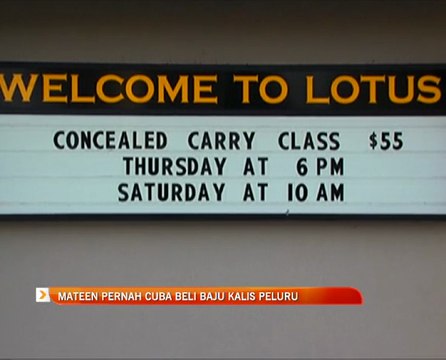 WELCOME TO LOTUS
CONCEALED CARRY CLASS $55
THURSDAY AT 6 PM
SATURDAY AT 10 AM
MATEEN PERNAH CUBA BELI BAJU KALIS PELURU